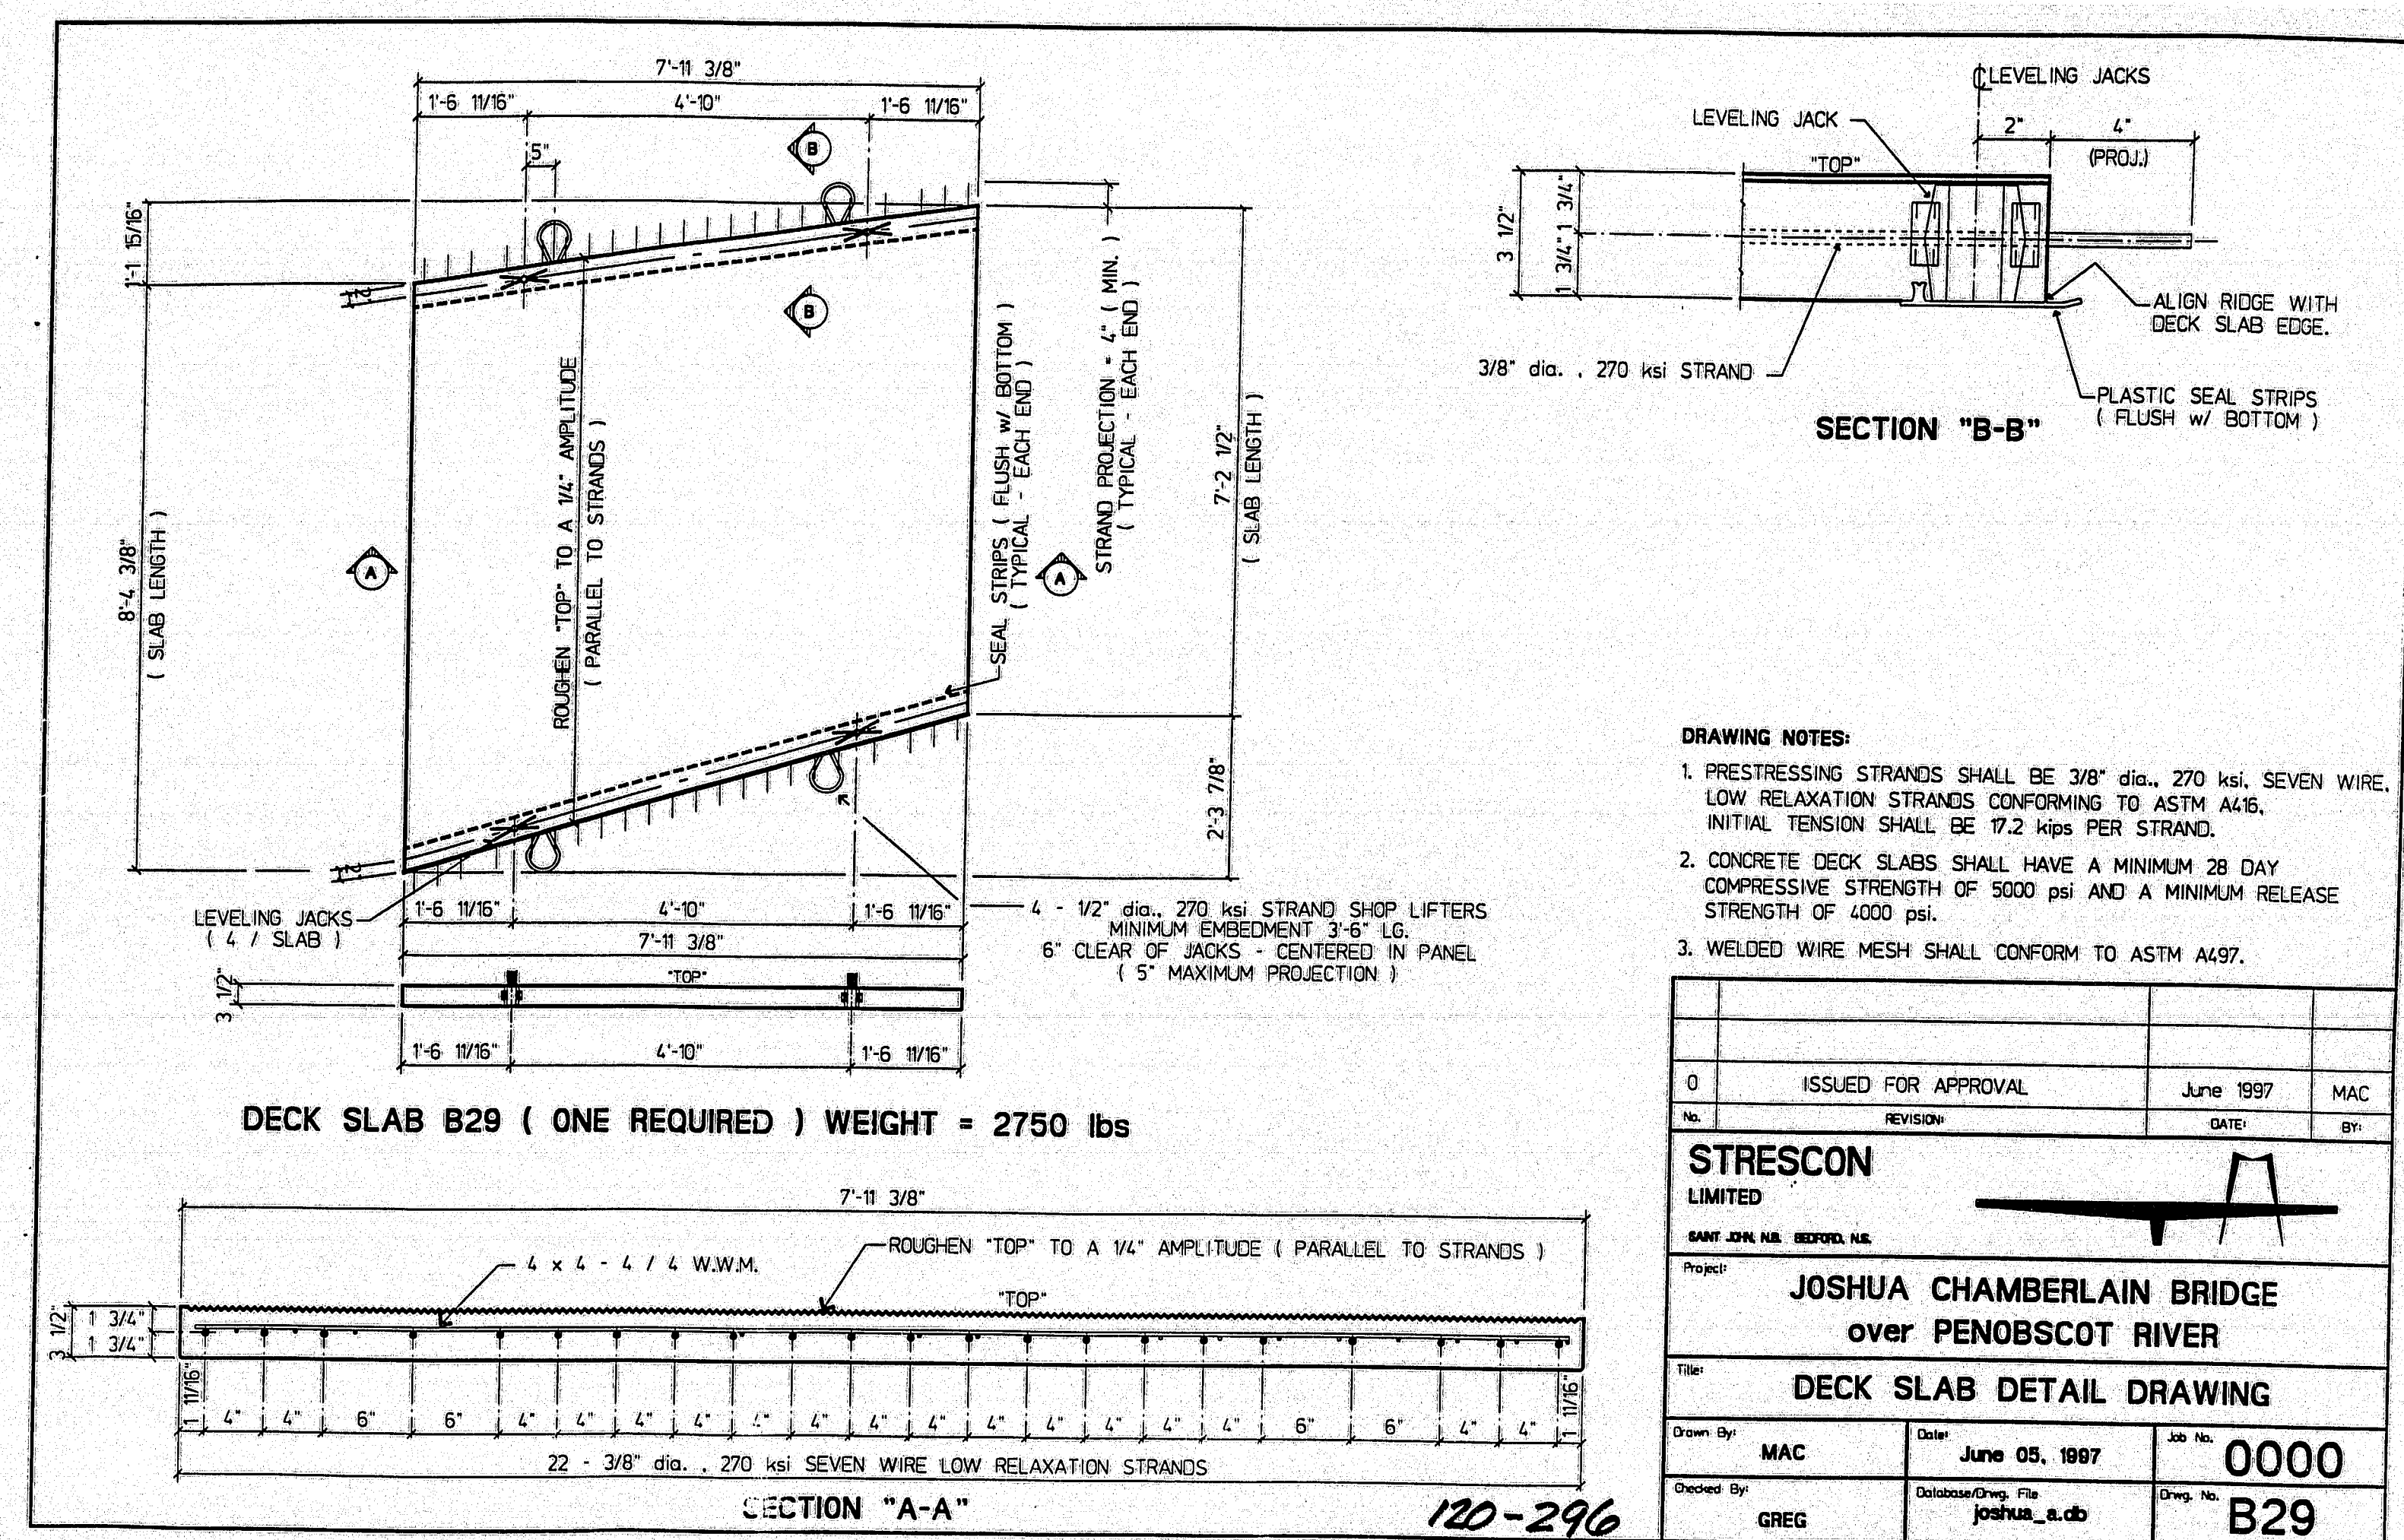 7'-11 3/8"
1'-6 11/16"
4'-10"
1'-6 11/16"
5"
B
B
1'-1 15/16"
8'-4 3/8"
( SLAB LENGTH )
A
ROUGHEN "TOP" TO A 1/4" AMPLITUDE
( PARALLEL TO STRANDS )
SEAL STRIPS ( FLUSH w/ BOTTOM )
( TYPICAL - EACH END )
A
STRAND PROJECTION = 4" ( MIN. )
( TYPICAL - EACH END )
7'-2 1/2"
( SLAB LENGTH )
2'-3 7/8"
LEVELING JACKS
( 4 / SLAB )
1'-6 11/16"
4'-10"
1'-6 11/16"
7'-11 3/8"
4 - 1/2" dia., 270 ksi STRAND SHOP LIFTERS
MINIMUM EMBEDMENT 3'-6" LG.
6" CLEAR OF JACKS - CENTERED IN PANEL
( 5" MAXIMUM PROJECTION )
"TOP"
3 1/2"
1'-6 11/16"
4'-10"
1'-6 11/16"
DECK SLAB B29 ( ONE REQUIRED ) WEIGHT = 2750 lbs
7'-11 3/8"
ROUGHEN "TOP" TO A 1/4" AMPLITUDE ( PARALLEL TO STRANDS )
4 x 4 - 4 / 4 W.W.M.
"TOP"
3 1/2"
1 3/4"
1 3/4"
1 11/16"
4" 4" 6" 6" 4" 4" 4" 4" 4" 4" 4" 4" 4" 4" 4" 4" 4" 6" 6" 4" 4"
1 11/16"
22 - 3/8" dia. , 270 ksi SEVEN WIRE LOW RELAXATION STRANDS
SECTION "A-A"
120-296
℄ LEVELING JACKS
LEVELING JACK
2"
4"
(PROJ.)
"TOP"
3 1/2"
1 3/4"
1 3/4"
ALIGN RIDGE WITH
DECK SLAB EDGE.
3/8" dia. , 270 ksi STRAND
PLASTIC SEAL STRIPS
( FLUSH w/ BOTTOM )
SECTION "B-B"
DRAWING NOTES:
1. PRESTRESSING STRANDS SHALL BE 3/8" dia., 270 ksi, SEVEN WIRE,
LOW RELAXATION STRANDS CONFORMING TO ASTM A416,
INITIAL TENSION SHALL BE 17.2 kips PER STRAND.
2. CONCRETE DECK SLABS SHALL HAVE A MINIMUM 28 DAY
COMPRESSIVE STRENGTH OF 5000 psi AND A MINIMUM RELEASE
STRENGTH OF 4000 psi.
3. WELDED WIRE MESH SHALL CONFORM TO ASTM A497.
0 ISSUED FOR APPROVAL June 1997 MAC
No. REVISION: DATE: BY:
STRESCON
LIMITED
SAINT JOHN, N.B. BEDFORD, N.S.
Project:
JOSHUA CHAMBERLAIN BRIDGE
over PENOBSCOT RIVER
Title:
DECK SLAB DETAIL DRAWING
Drawn By: MAC
Date: June 05, 1997
Job No. 0000
Checked By: GREG
Database/Drwg. File joshua_a.db
Drwg. No. B29